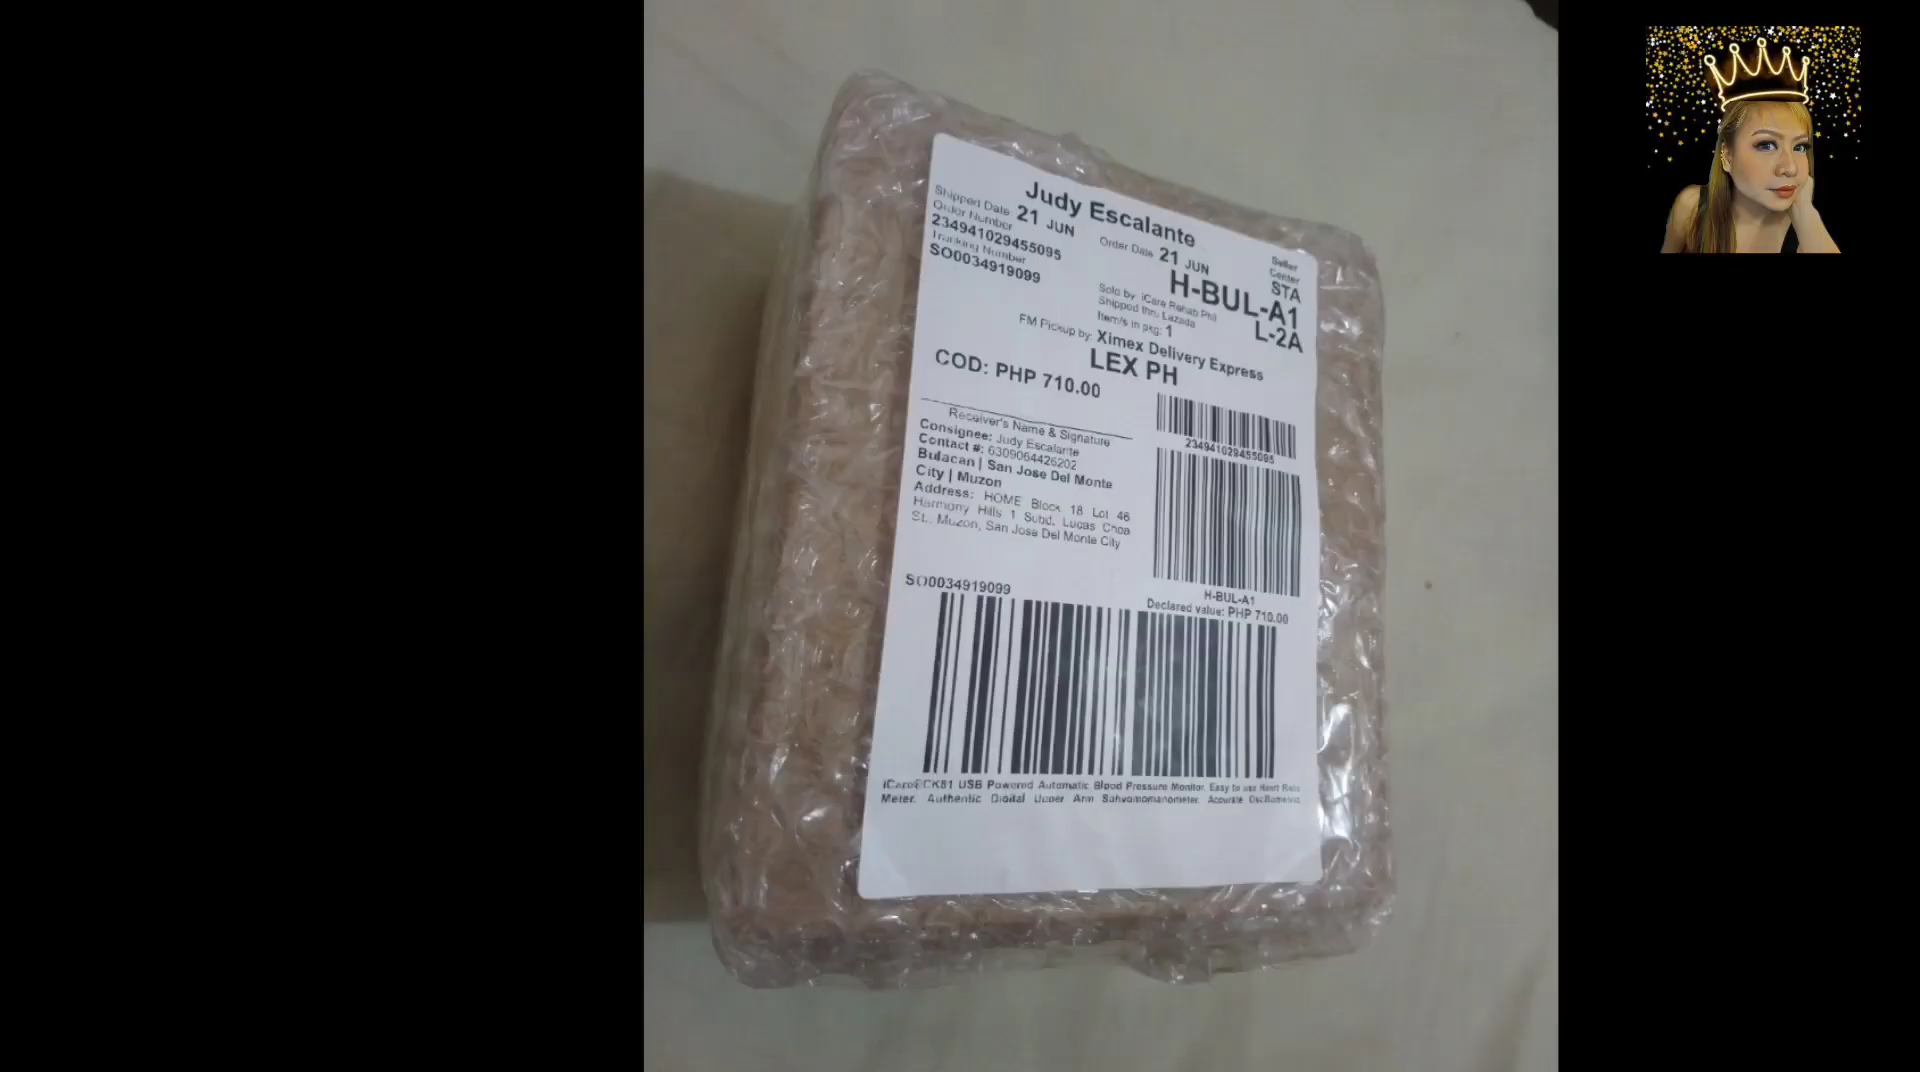 Judy Escalante
Shipped Date 21 JUN
Order Number
234941029455095
Tracking Number
SO0034919099
Order Date 21 JUN
Seller
Center
STA
H-BUL-A1
L-2A
Sold by: iCare Rehab Phil
Shipped thru Lazada
Item/s in pkg: 1
FM Pickup by: Ximex Delivery Express
LEX PH
COD: PHP 710.00
Receiver's Name & Signature
Consignee: Judy Escalante
Contact #: 6309064426202
Bulacan | San Jose Del Monte
City | Muzon
Address: HOME Block 18 Lot 46
Harmony Hills 1 Subd, Lucas Choa
St., Muzon, San Jose Del Monte City
234941029455095
H-BUL-A1
Declared value: PHP 710.00
SO0034919099
iCare®CK81 USB Powered Automatic Blood Pressure Monitor. Easy to use Heart Rate
Meter. Authentic Digital Upper Arm Sphygmomanometer. Accurate